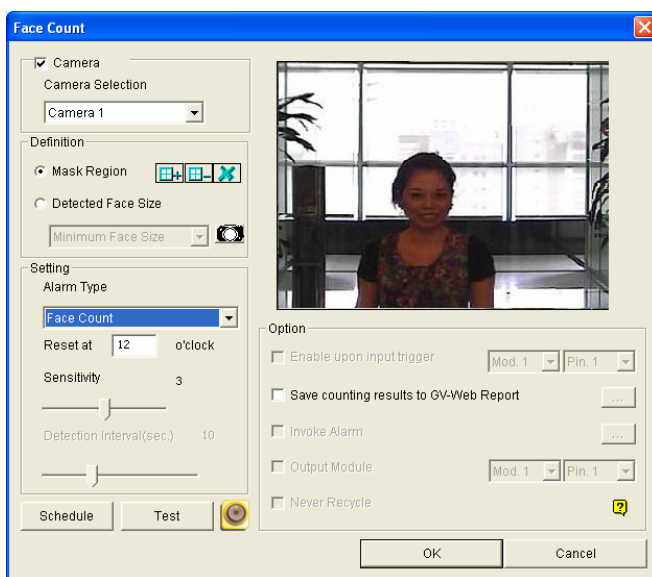 Face Count
Camera
Camera Selection
Camera 1
Definition
Mask Region
Detected Face Size
Minimum Face Size
Setting
Alarm Type
Face Count
Reset at 12 o'clock
Sensitivity 3
Detection Interval(sec.) 10
Schedule Test
Option
Enable upon input trigger Mod. 1 Pin. 1
Save counting results to GV-Web Report ...
Invoke Alarm ...
Output Module Mod. 1 Pin. 1
Never Recycle
OK Cancel